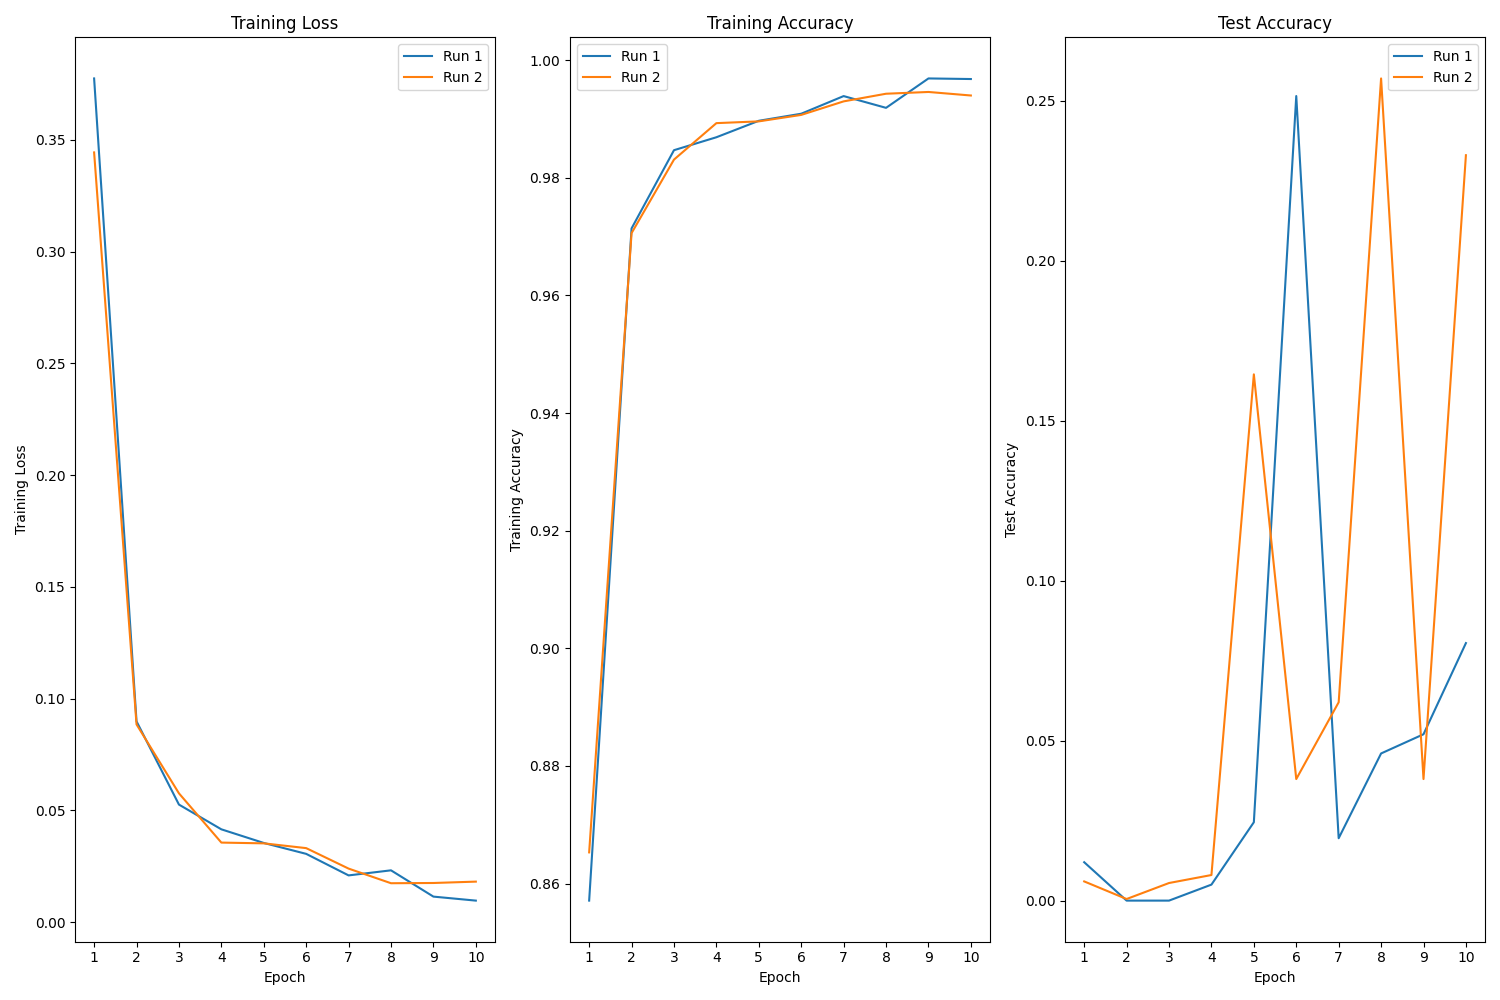 Training Loss
Run 1
Run 2
0.35
0.30
0.25
0.20
0.15
0.10
0.05
0.00
Training Loss
1 2 3 4 5 6 7 8 9 10
Epoch
Training Accuracy
Run 1
Run 2
1.00
0.98
0.96
0.94
0.92
0.90
0.88
0.86
Training Accuracy
1 2 3 4 5 6 7 8 9 10
Epoch
Test Accuracy
Run 1
Run 2
0.25
0.20
0.15
0.10
0.05
0.00
Test Accuracy
1 2 3 4 5 6 7 8 9 10
Epoch